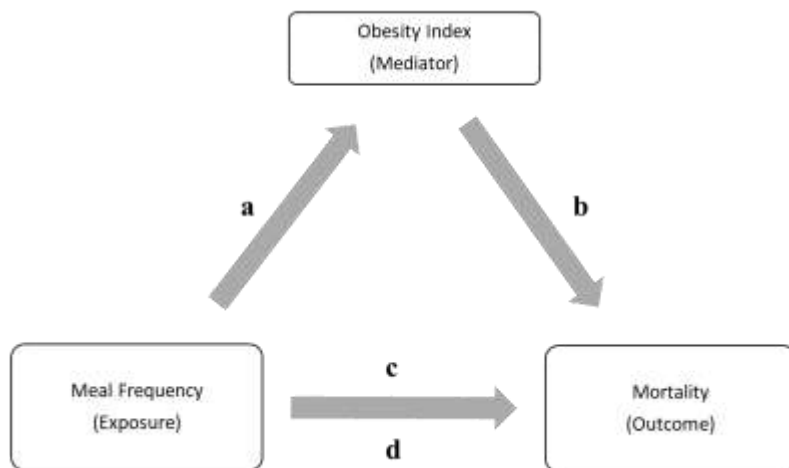 Obesity Index
(Mediator)
a
b
Meal Frequency
(Exposure)
c
d
Mortality
(Outcome)